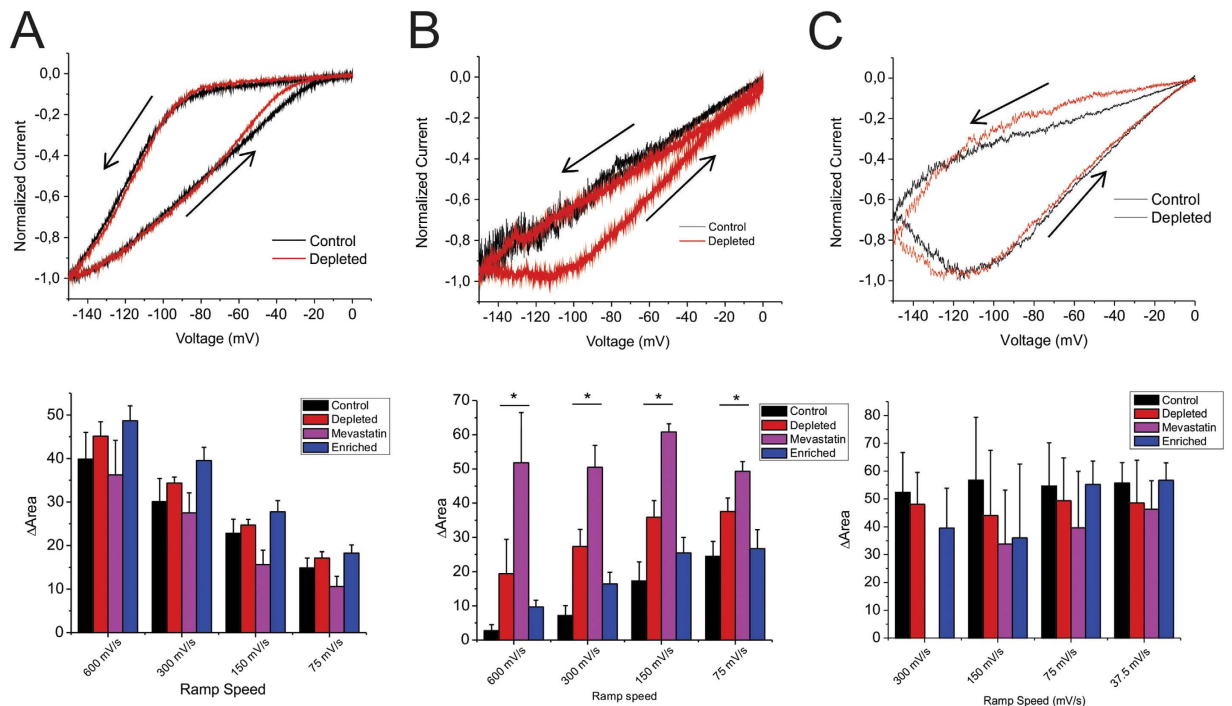 A
B
C
0,0
-0,2
-0,4
-0,6
-0,8
-1,0
Normalized Current
-140 -120 -100 -80 -60 -40 -20 0
Voltage (mV)
Control
Depleted
0,0
-0,2
-0,4
-0,6
-0,8
-1,0
Normalized Current
-140 -120 -100 -80 -60 -40 -20 0
Voltage (mV)
Control
Depleted
0,0
-0,2
-0,4
-0,6
-0,8
-1,0
Normalized Current
-140 -120 -100 -80 -60 -40 -20 0
Voltage (mV)
Control
Depleted
50
40
30
20
10
0
ΔArea
Control
Depleted
Mevastatin
Enriched
600 mV/s 300 mV/s 150 mV/s 75 mV/s
Ramp Speed
70
60
50
40
30
20
10
0
ΔArea
* * * *
Control
Depleted
Mevastatin
Enriched
600 mV/s 300 mV/s 150 mV/s 75 mV/s
Ramp speed
80
70
60
50
40
30
20
10
0
ΔArea
Control
Depleted
Mevastatin
Enriched
300 mV/s 150 mV/s 75 mV/s 37.5 mV/s
Ramp Speed (mV/s)